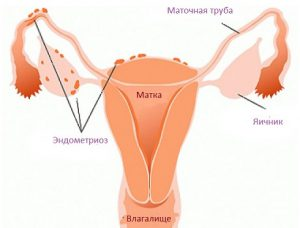 Маточная труба
Матка
Яичник
Эндометриоз
Влагалище